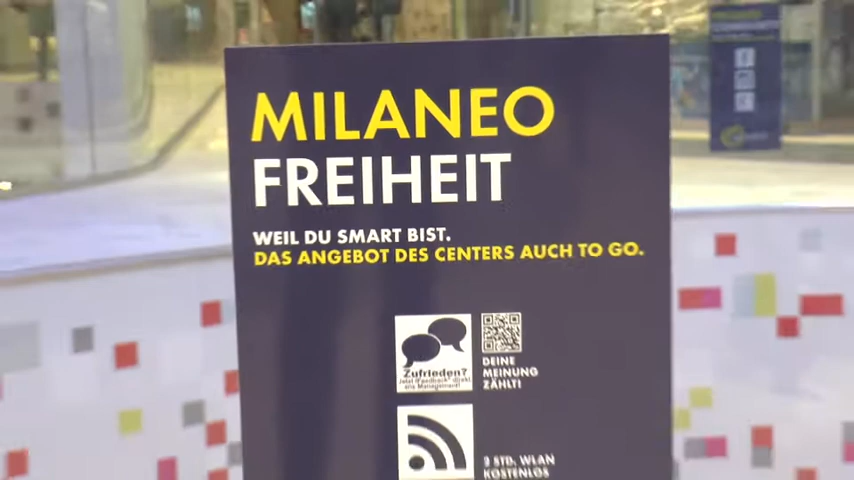 MILANEO
FREIHEIT
WEIL DU SMART BIST.
DAS ANGEBOT DES CENTERS AUCH TO GO.
Zufrieden?
DEINE
MEINUNG
ZÄHLT!
3 STD. WLAN
KOSTENLOS